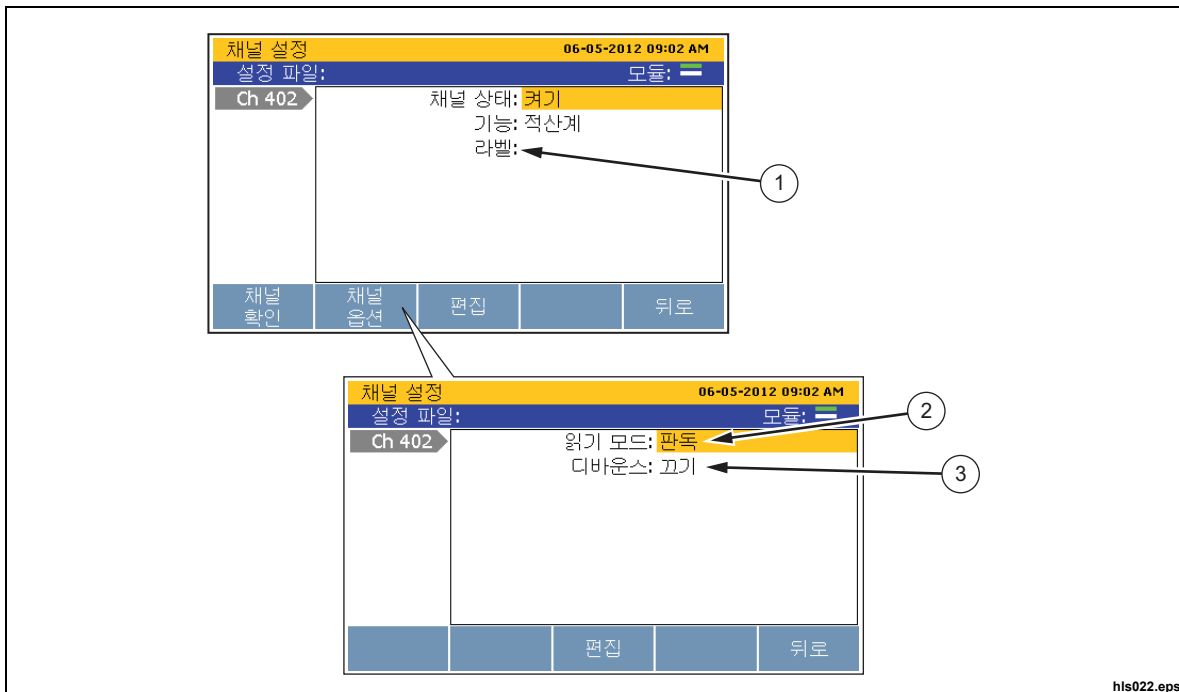 채널 설정 06-05-2012 09:02 AM
설정 파일: 모듈:
Ch 402
채널 상태: 켜기
기능: 적산계
라벨:
1
채널 확인
채널 옵션
편집
뒤로
채널 설정 06-05-2012 09:02 AM
설정 파일: 모듈:
Ch 402
읽기 모드: 판독
2
디바운스: 끄기
3
편집
뒤로
hls022.eps